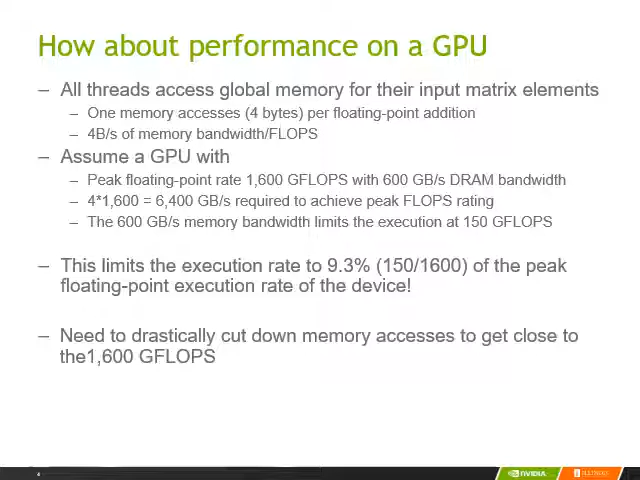 How about performance on a GPU
– All threads access global memory for their input matrix elements
– One memory accesses (4 bytes) per floating-point addition
– 4B/s of memory bandwidth/FLOPS
– Assume a GPU with
– Peak floating-point rate 1,600 GFLOPS with 600 GB/s DRAM bandwidth
– 4*1,600 = 6,400 GB/s required to achieve peak FLOPS rating
– The 600 GB/s memory bandwidth limits the execution at 150 GFLOPS
– This limits the execution rate to 9.3% (150/1600) of the peak
floating-point execution rate of the device!
– Need to drastically cut down memory accesses to get close to
the1,600 GFLOPS
4
NVIDIA